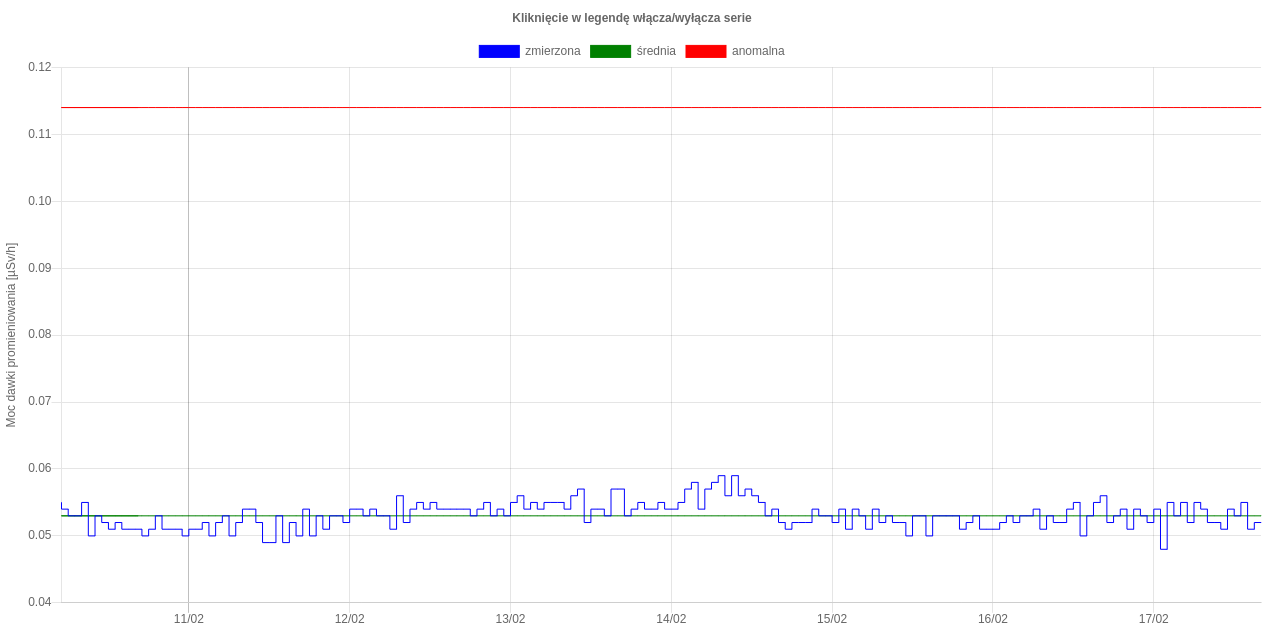 Kliknięcie w legendę włącza/wyłącza serie
zmierzona średnia anomalna
0.12
0.11
0.10
0.09
0.08
0.07
0.06
0.05
0.04
Moc dawki promieniowania [µSv/h]
11/02 12/02 13/02 14/02 15/02 16/02 17/02